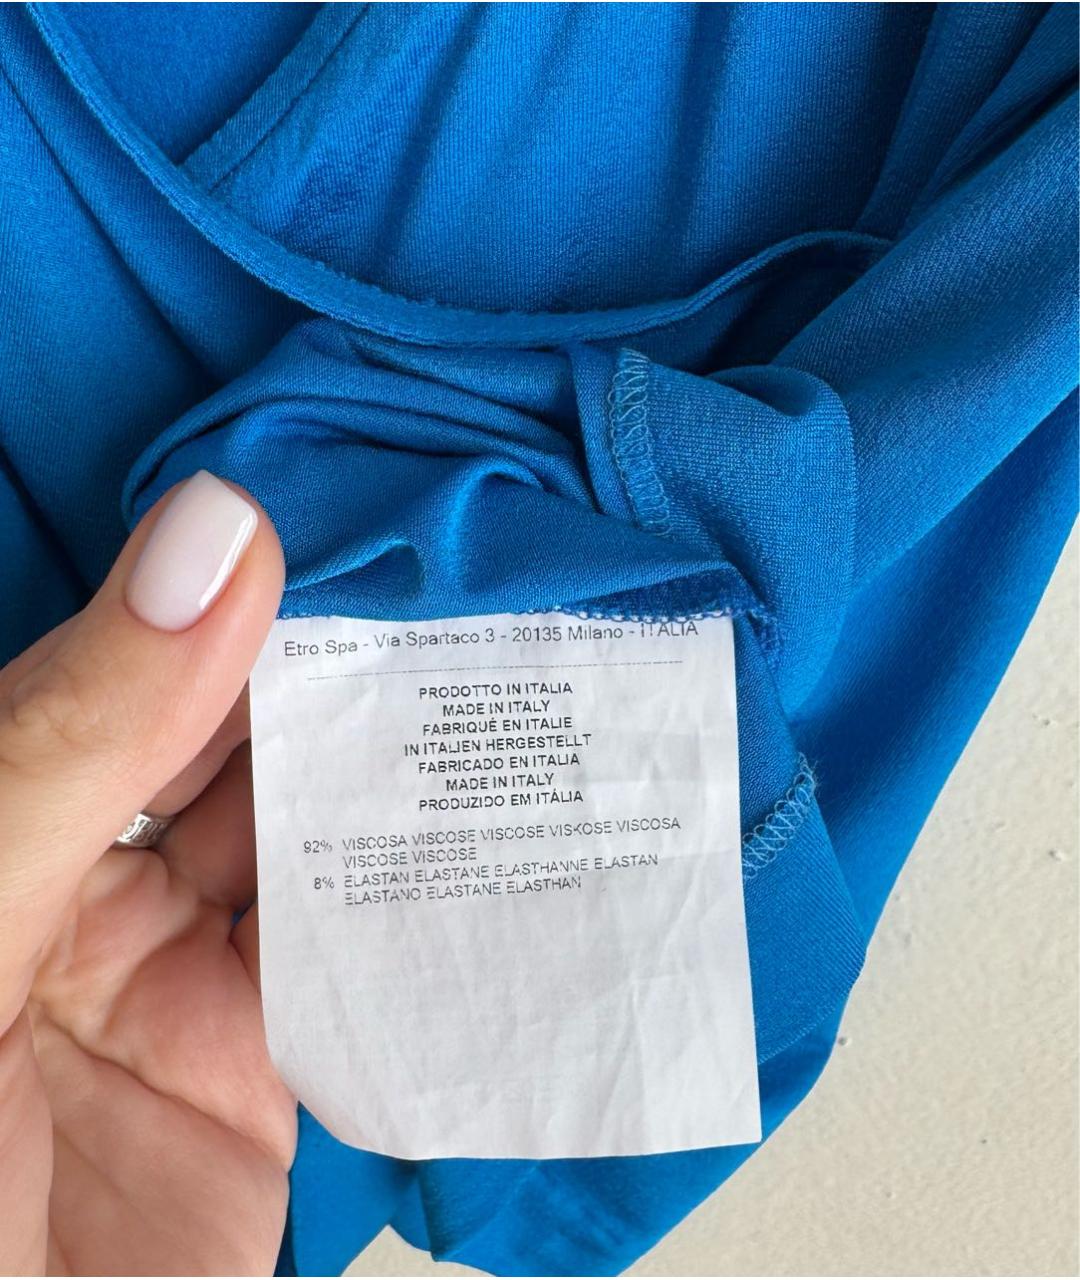 Etro Spa - Via Spartaco 3 - 20135 Milano - ITALIA
PRODOTTO IN ITALIA
MADE IN ITALY
FABRIQUÉ EN ITALIE
IN ITALIEN HERGESTELLT
FABRICADO EN ITALIA
MADE IN ITALY
PRODUZIDO EM ITÁLIA
92% VISCOSA VISCOSE VISCOSE VISKOSE VISCOSA
VISCOSE VISCOSE
8% ELASTAN ELASTANE ELASTHANNE ELASTAN
ELASTANO ELASTANE ELASTHAN